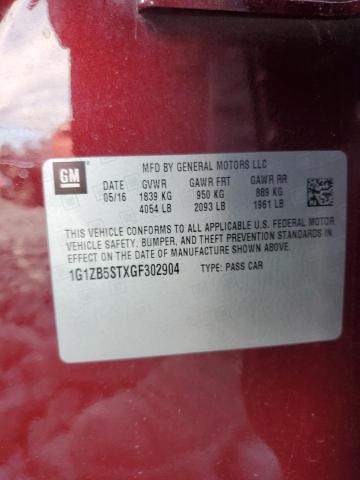 GM
MFD BY GENERAL MOTORS LLC
DATE GVWR GAWR FRT GAWR RR
05/16 1839 KG 950 KG 889 KG
4054 LB 2093 LB 1961 LB
THIS VEHICLE CONFORMS TO ALL APPLICABLE U.S. FEDERAL MOTOR
VEHICLE SAFETY, BUMPER, AND THEFT PREVENTION STANDARDS
IN EFFECT ON THE DATE OF MANUFACTURE SHOWN ABOVE.
1G1ZB5STXGF302904 TYPE: PASS CAR